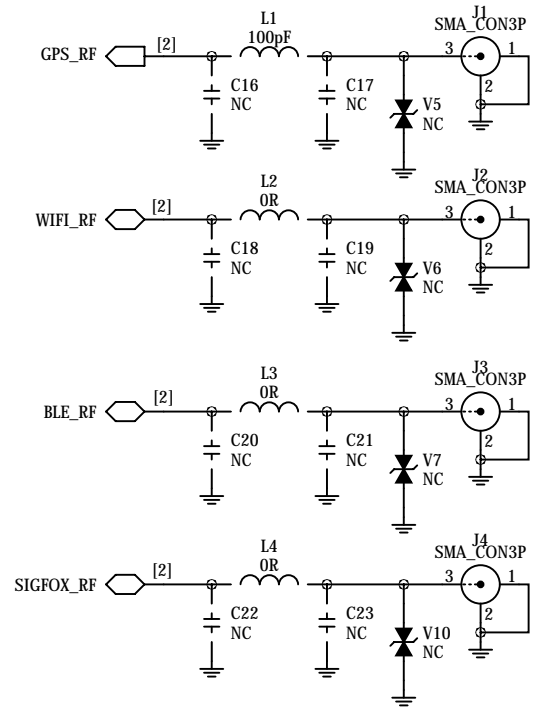 J1
L1
SMA_CON3P
GPS_RF
[2]
100pF
3
1
C16
NC
C17
NC
2
V5
NC
J2
L2
SMA_CON3P
WIFI_RF
[2]
0R
3
1
C18
NC
C19
NC
2
V6
NC
J3
L3
SMA_CON3P
BLE_RF
[2]
0R
3
1
C20
NC
C21
NC
2
V7
NC
J4
L4
SMA_CON3P
SIGFOX_RF
[2]
0R
3
1
C22
NC
C23
NC
2
V10
NC